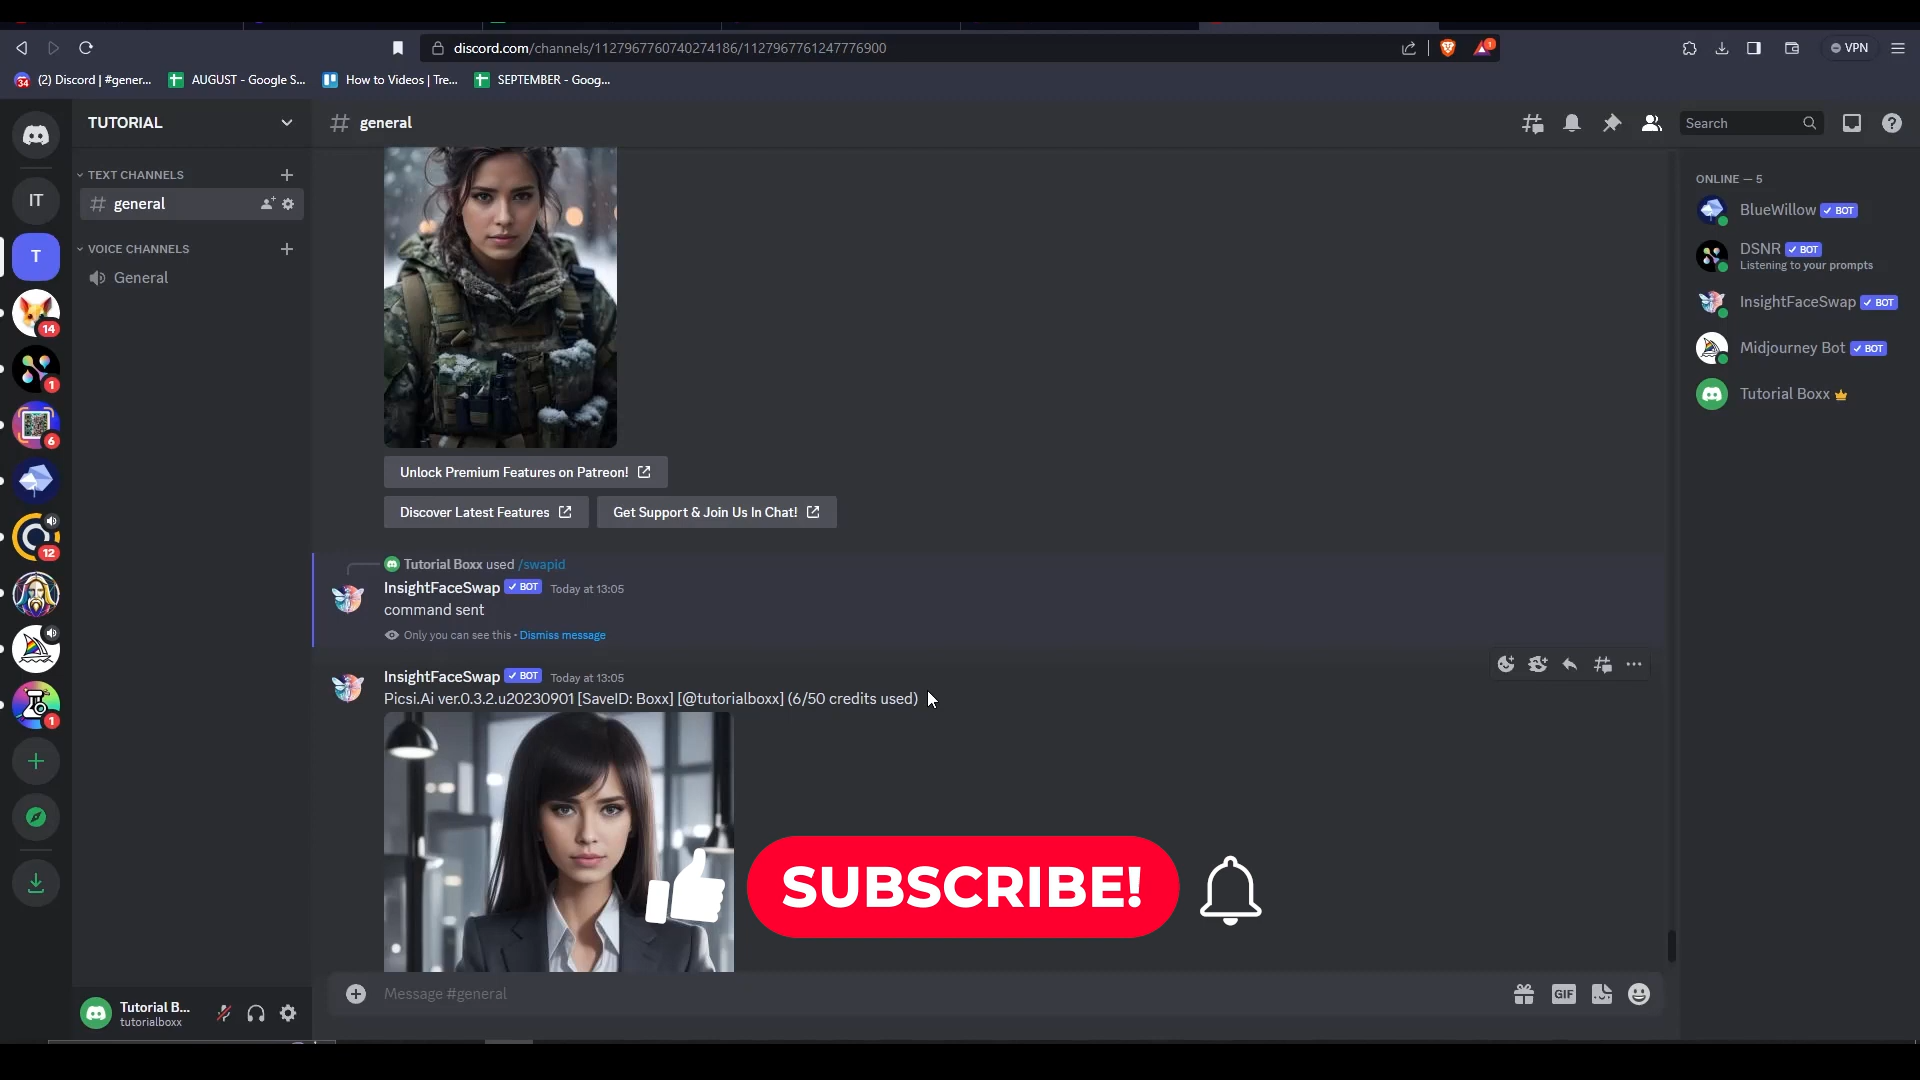 discord.com/channels/1127967760740274186/1127967761247776900
1
VPN
34
(2) Discord | #gener...
AUGUST - Google S...
How to Videos | Tre...
SEPTEMBER - Goog...
TUTORIAL
general
Search
TEXT CHANNELS
general
VOICE CHANNELS
General
IT
T
14
1
6
12
1
ONLINE — 5
BlueWillow BOT
DSNR BOT
Listening to your prompts
InsightFaceSwap BOT
Midjourney Bot BOT
Tutorial Boxx
Unlock Premium Features on Patreon!
Discover Latest Features
Get Support & Join Us In Chat!
Tutorial Boxx used /swapid
InsightFaceSwap BOT Today at 13:05
command sent
Only you can see this • Dismiss message
InsightFaceSwap BOT Today at 13:05
Picsi.Ai ver.0.3.2.u20230901 [SaveID: Boxx] [@tutorialboxx] (6/50 credits used)
SUBSCRIBE!
Message #general
GIF
Tutorial B...
tutorialboxx